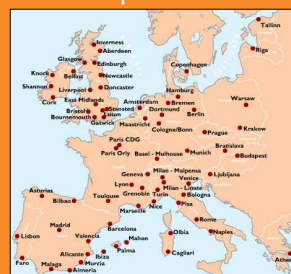 Tallinn
Riga
Inverness
Aberdeen
Glasgow
Edinburgh
Copenhagen
Belfast
Newcastle
Knock
Shannon
Liverpool
Doncaster
Cork
East Midlands
Hamburg
Bremen
Amsterdam
Dortmund
Berlin
Warsaw
Bristol
Stansted
Luton
Bournemouth
Gatwick
Maastricht
Cologne/Bonn
Prague
Krakow
Paris CDG
Paris Orly
Basel - Mulhouse
Munich
Bratislava
Budapest
Geneva
Milan - Malpensa
Ljubljana
Lyon
Venice
Milan - Linate
Grenoble
Turin
Bologna
Asturias
Bilbao
Toulouse
Marseille
Nice
Pisa
Madrid
Barcelona
Rome
Lisbon
Valencia
Mahon
Palma
Olbia
Naples
Alicante
Ibiza
Faro
Murcia
Malaga
Almeria
Cagliari
Athe